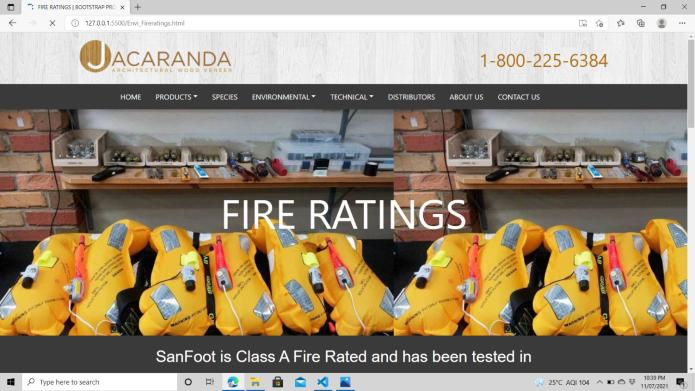 FIRE RATINGS | BOOTSTRAP PRO
127.0.0.1:5500/Envi_Fireratings.html
JACARANDA
ARCHITECTURAL WOOD VENEER
1-800-225-6384
HOME PRODUCTS SPECIES ENVIRONMENTAL TECHNICAL DISTRIBUTORS ABOUT US CONTACT US
FIRE RATINGS
SanFoot is Class A Fire Rated and has been tested in
Type here to search
25°C AQI 104
10:39 PM
11/07/2021